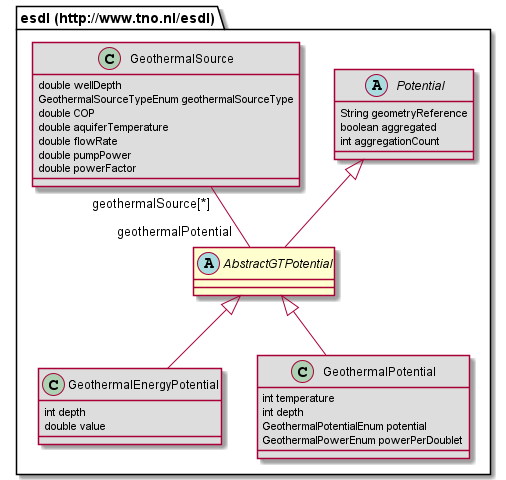 esdl (http://www.tno.nl/esdl)
C GeothermalSource
double wellDepth
GeothermalSourceTypeEnum geothermalSourceType
double COP
double aquiferTemperature
double flowRate
double pumpPower
double powerFactor
A Potential
String geometryReference
boolean aggregated
int aggregationCount
geothermalSource[*]
geothermalPotential
A AbstractGTPotential
C GeothermalEnergyPotential
int depth
double value
C GeothermalPotential
int temperature
int depth
GeothermalPotentialEnum potential
GeothermalPowerEnum powerPerDoublet